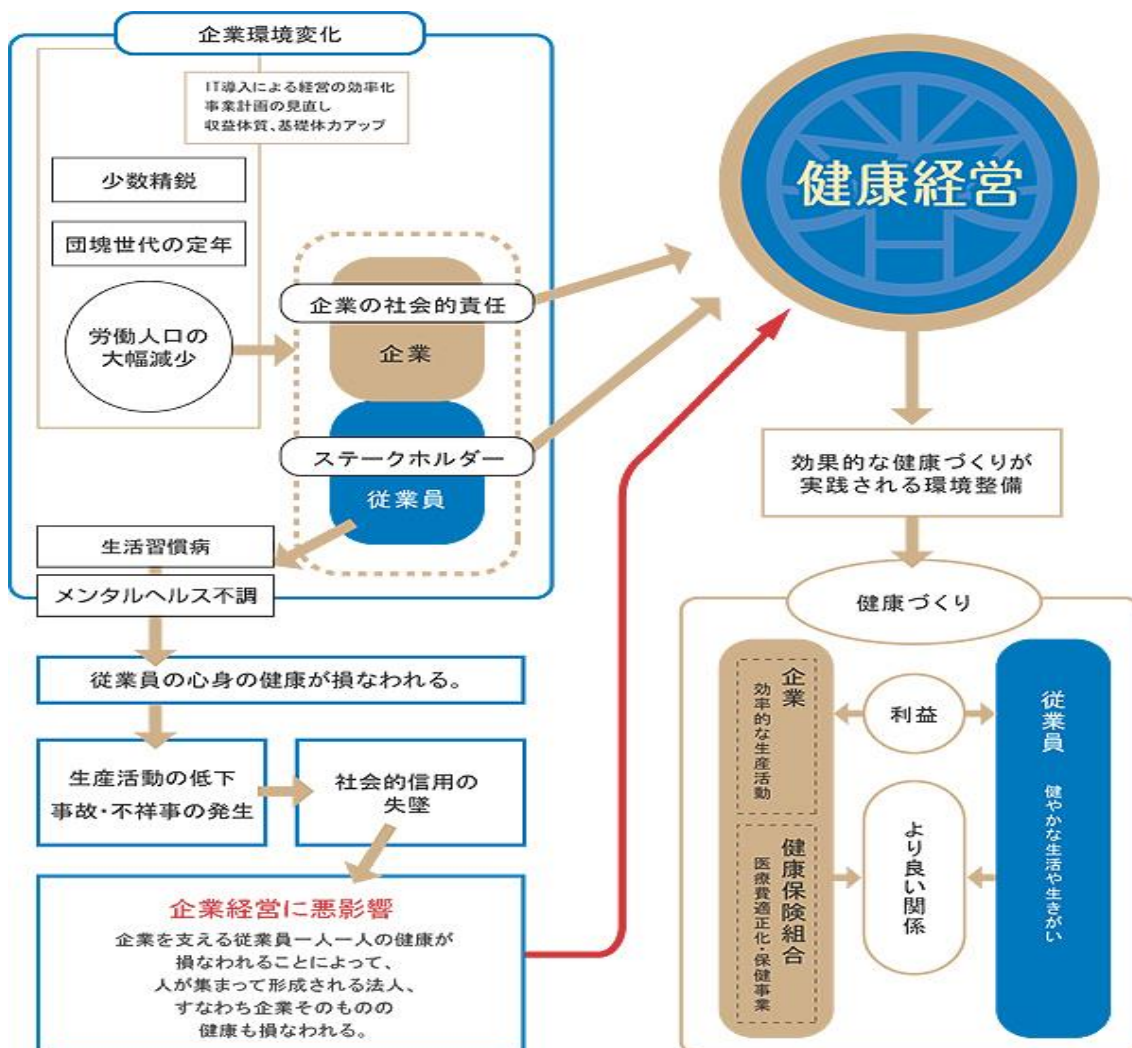 企業環境変化
IT導入による経営の効率化
事業計画の見直し
収益体質、基礎体力アップ
少数精鋭
団塊世代の定年
労働人口の
大幅減少
企業の社会的責任
企業
ステークホルダー
従業員
生活習慣病
メンタルヘルス不調
従業員の心身の健康が損なわれる。
生産活動の低下
事故・不祥事の発生
社会的信用の
失墜
企業経営に悪影響
企業を支える従業員一人一人の健康が
損なわれることによって、
人が集まって形成される法人、
すなわち企業そのものの
健康も損なわれる。
健康経営
効果的な健康づくりが
実践される環境整備
健康づくり
企業
効率的な生産活動
健康保険組合
医療費適正化・保健事業
利益
より良い関係
従業員
健やかな生活や生きがい